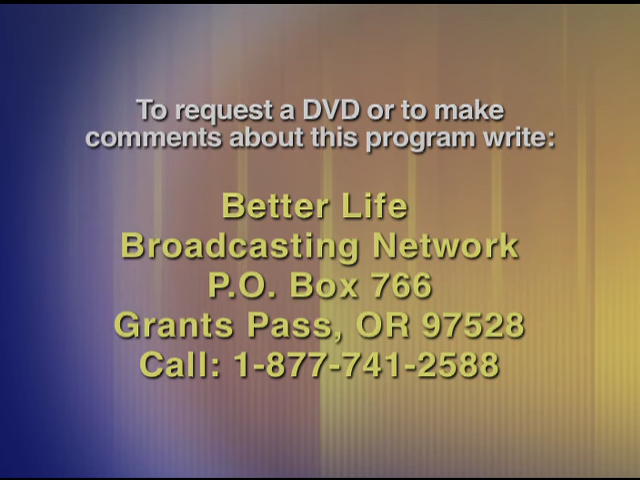 To request a DVD or to make
comments about this program write:
Better Life
Broadcasting Network
P.O. Box 766
Grants Pass, OR 97528
Call: 1-877-741-2588